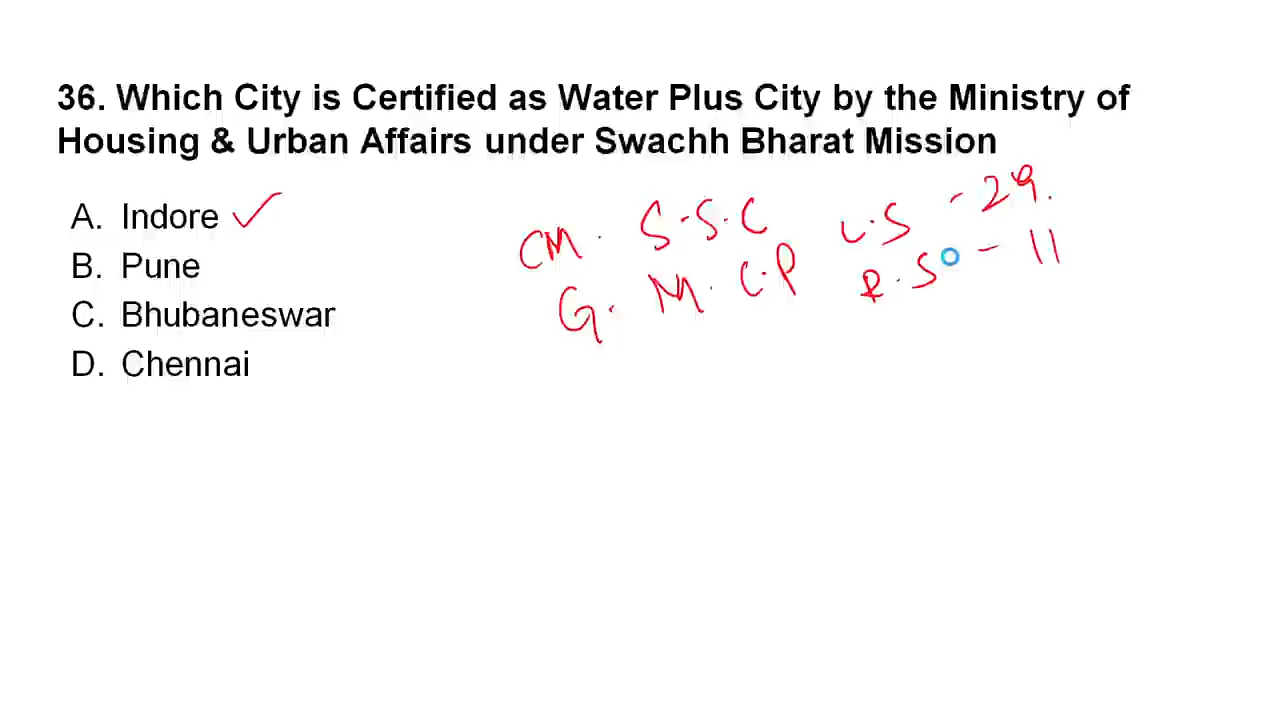 36. Which City is Certified as Water Plus City by the Ministry of
Housing & Urban Affairs under Swachh Bharat Mission
A. Indore
B. Pune
C. Bhubaneswar
D. Chennai
CM. S.S.C L.S - 29.
G. M. C.P R.S - 11